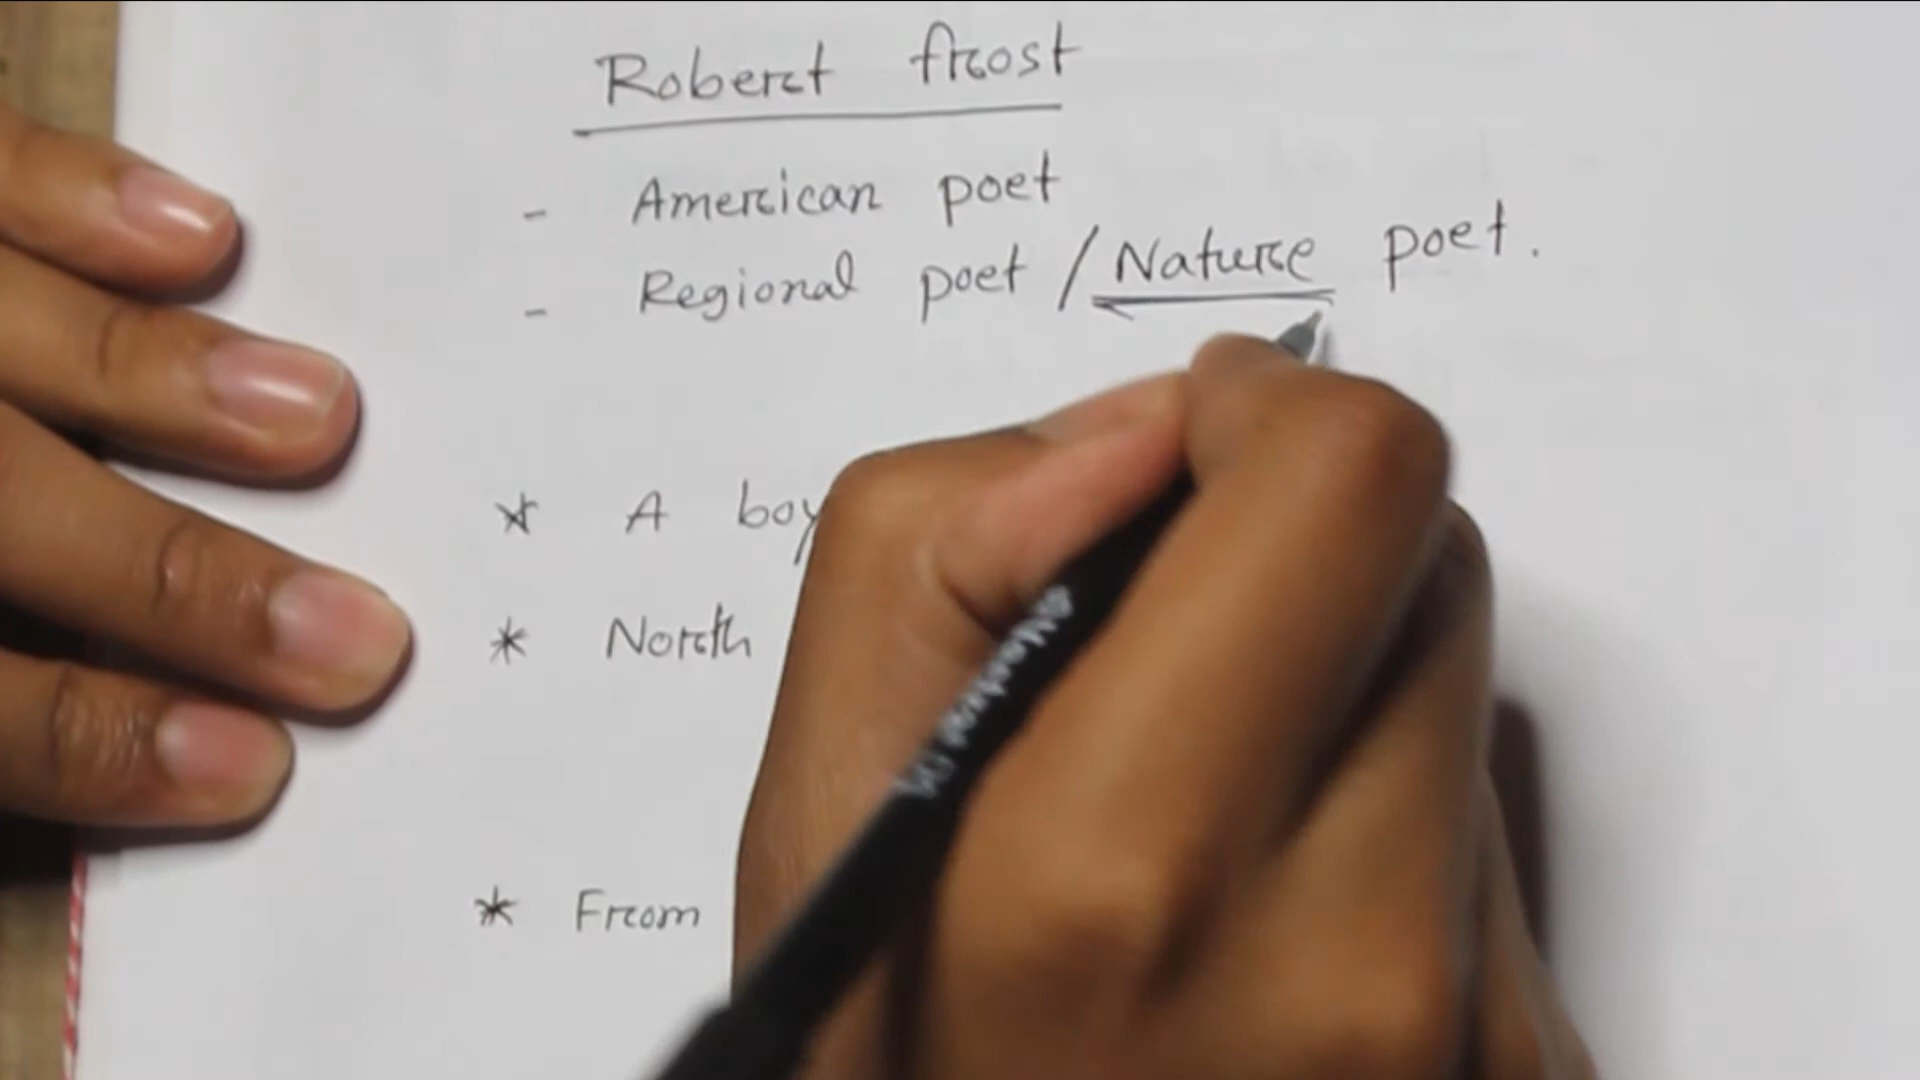 Robert frost
- American poet
- Regional poet / Nature poet.
* A boy
* North
* From